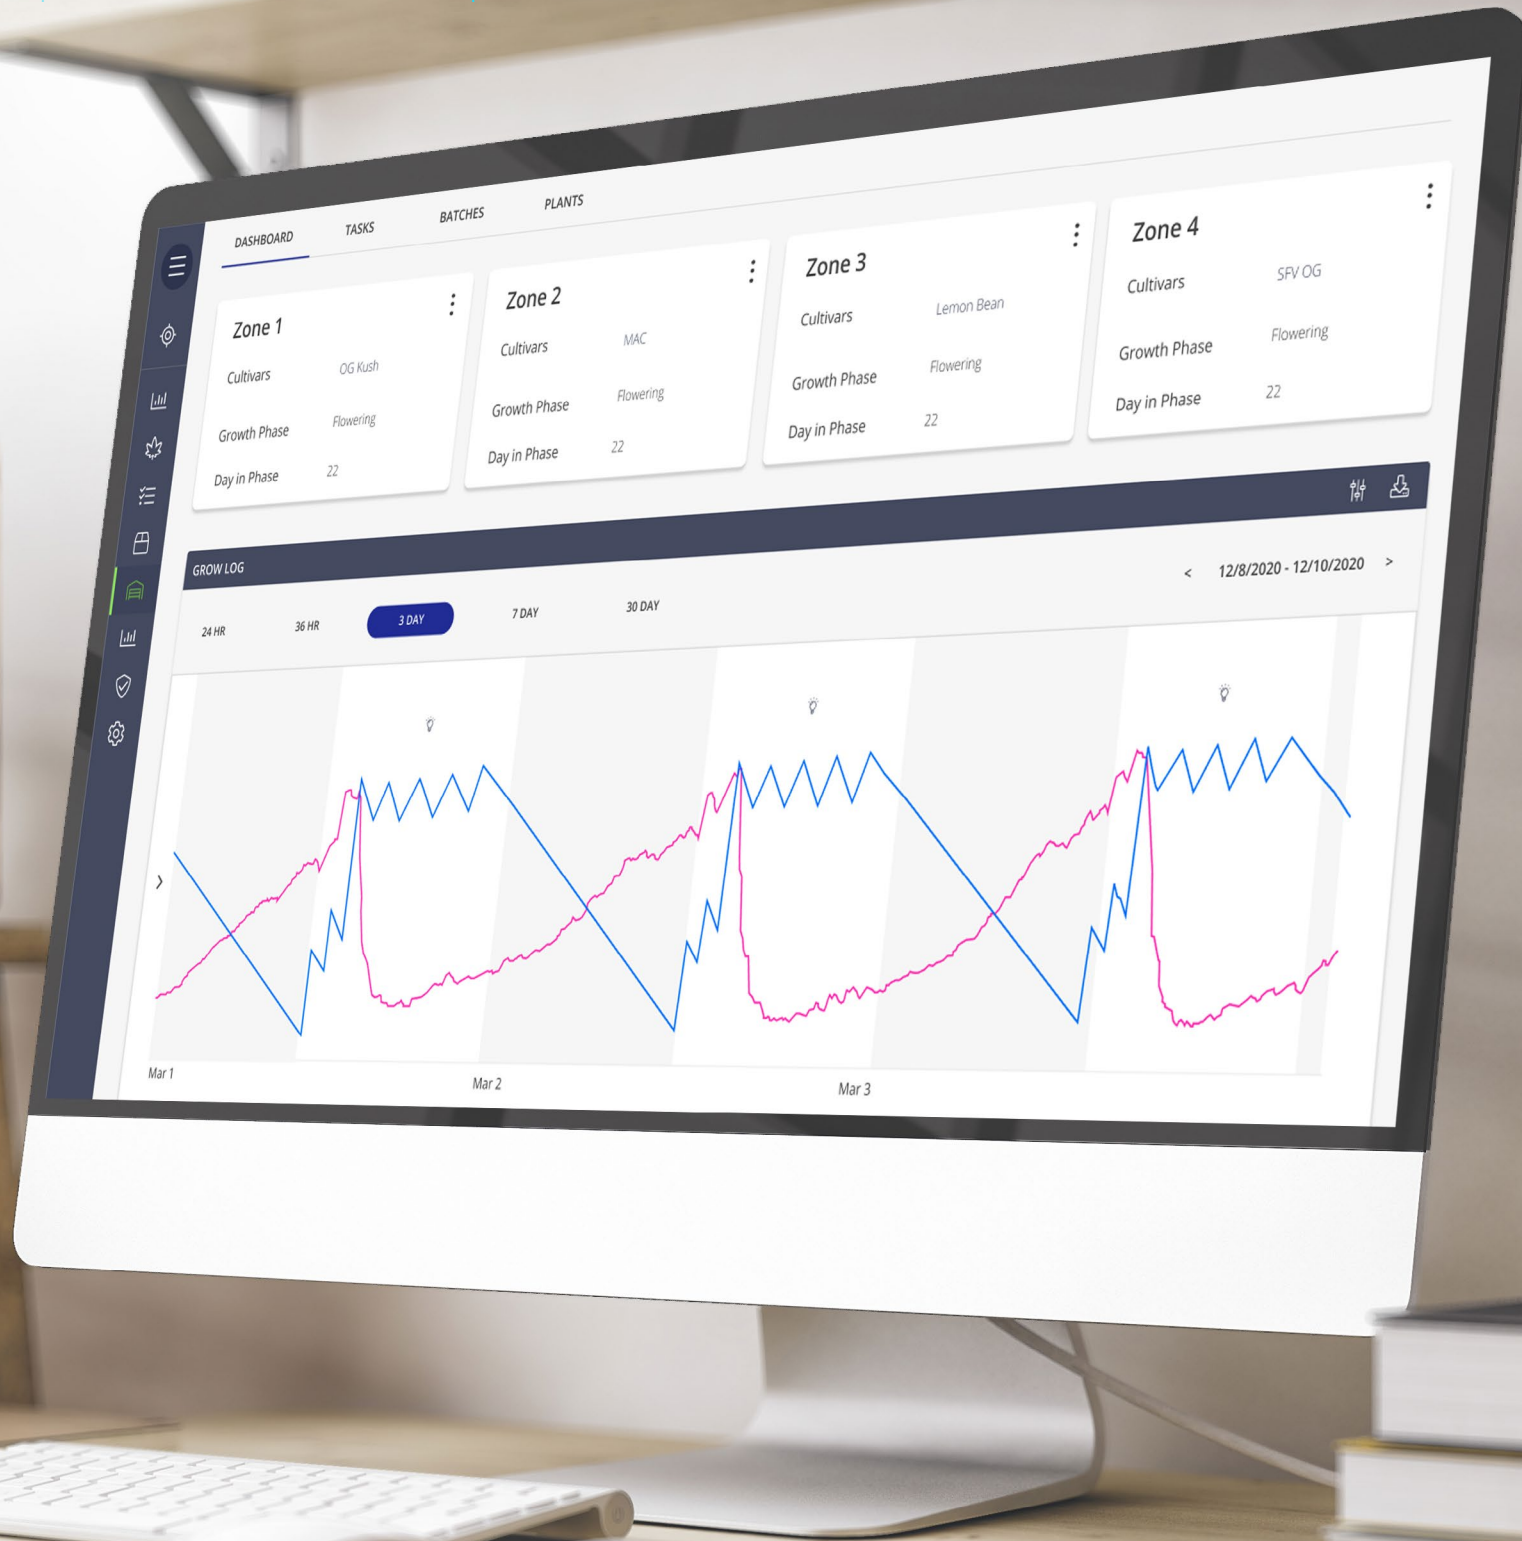 DASHBOARD TASKS BATCHES PLANTS
Zone 1
Cultivars OG Kush
Growth Phase Flowering
Day in Phase 22
Zone 2
Cultivars MAC
Growth Phase Flowering
Day in Phase 22
Zone 3
Cultivars Lemon Bean
Growth Phase Flowering
Day in Phase 22
Zone 4
Cultivars SFV OG
Growth Phase Flowering
Day in Phase 22
GROW LOG
24 HR 36 HR 3 DAY 7 DAY 30 DAY < 12/8/2020 - 12/10/2020 >
Mar 1 Mar 2 Mar 3